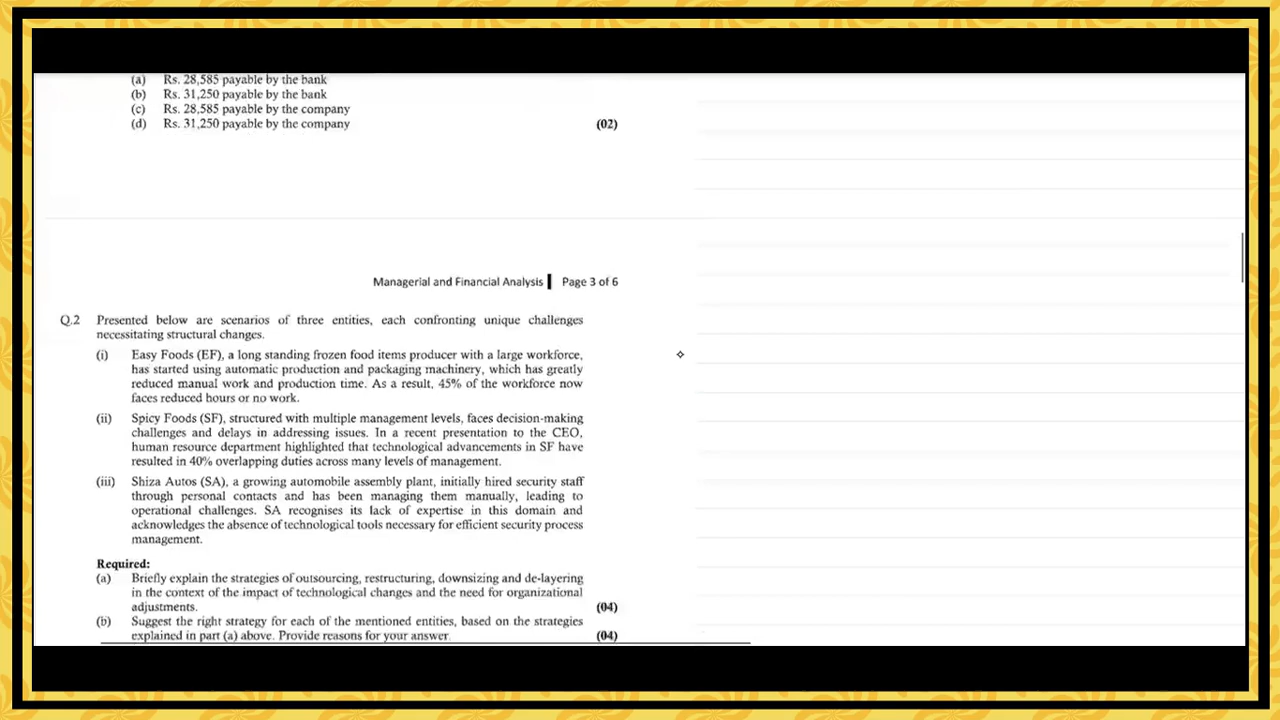 (a) Rs. 28,585 payable by the bank
(b) Rs. 31,250 payable by the bank
(c) Rs. 28,585 payable by the company
(d) Rs. 31,250 payable by the company (02)
Managerial and Financial Analysis | Page 3 of 6
Q.2 Presented below are scenarios of three entities, each confronting unique challenges
necessitating structural changes.
(i) Easy Foods (EF), a long standing frozen food items producer with a large workforce,
has started using automatic production and packaging machinery, which has greatly
reduced manual work and production time. As a result, 45% of the workforce now
faces reduced hours or no work.
(ii) Spicy Foods (SF), structured with multiple management levels, faces decision-making
challenges and delays in addressing issues. In a recent presentation to the CEO,
human resource department highlighted that technological advancements in SF have
resulted in 40% overlapping duties across many levels of management.
(iii) Shiza Autos (SA), a growing automobile assembly plant, initially hired security staff
through personal contacts and has been managing them manually, leading to
operational challenges. SA recognises its lack of expertise in this domain and
acknowledges the absence of technological tools necessary for efficient security process
management.
Required:
(a) Briefly explain the strategies of outsourcing, restructuring, downsizing and de-layering
in the context of the impact of technological changes and the need for organizational
adjustments. (04)
(b) Suggest the right strategy for each of the mentioned entities, based on the strategies
explained in part (a) above. Provide reasons for your answer. (04)